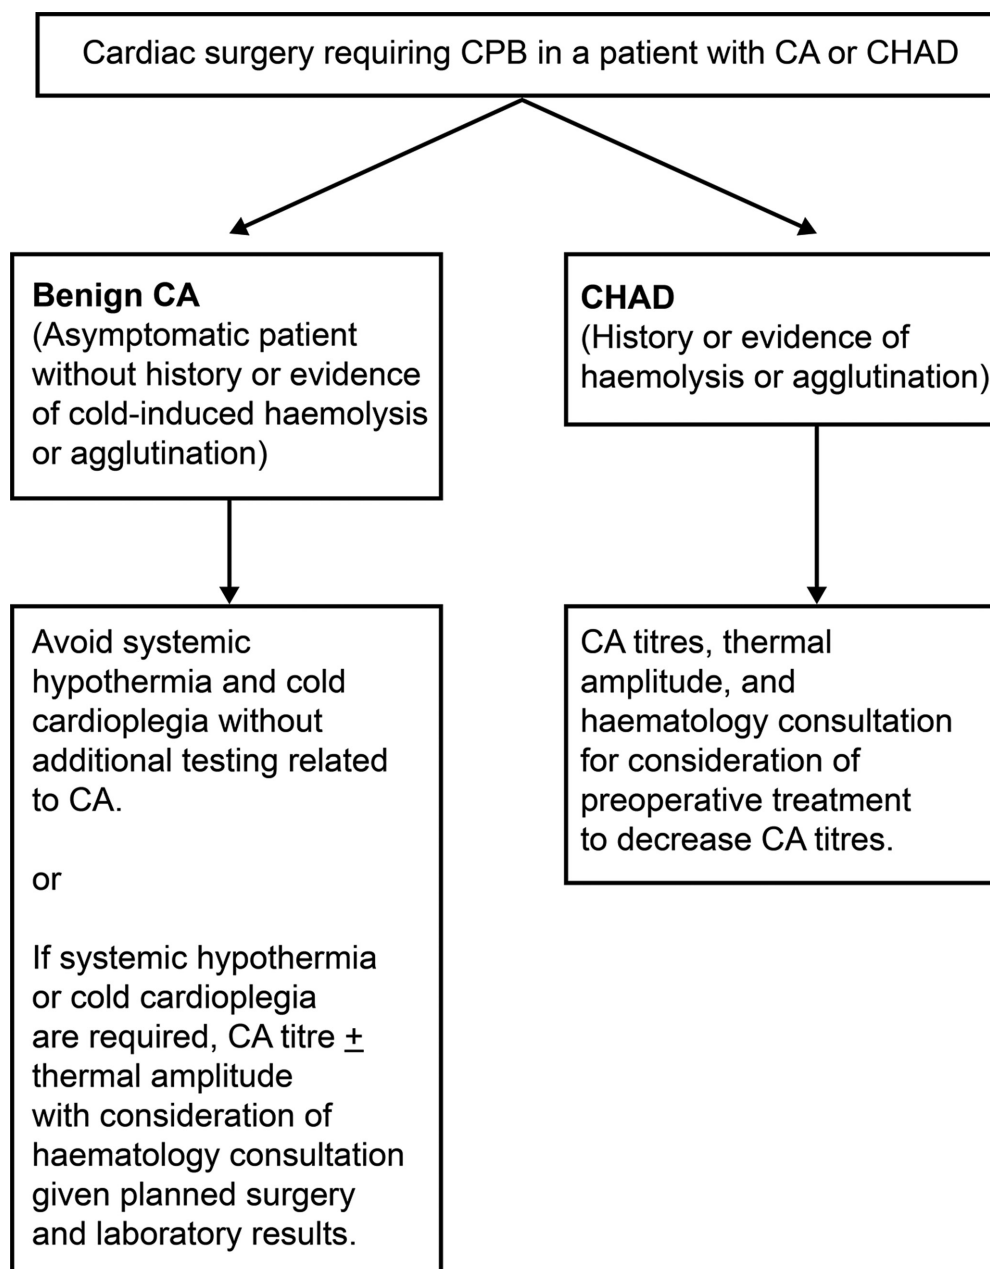 Cardiac surgery requiring CPB in a patient with CA or CHAD
Benign CA
(Asymptomatic patient
without history or evidence
of cold-induced haemolysis
or agglutination)
CHAD
(History or evidence of
haemolysis or agglutination)
Avoid systemic
hypothermia and cold
cardioplegia without
additional testing related
to CA.
or
If systemic hypothermia
or cold cardioplegia
are required, CA titre ±
thermal amplitude
with consideration of
haematology consultation
given planned surgery
and laboratory results.
CA titres, thermal
amplitude, and
haematology consultation
for consideration of
preoperative treatment
to decrease CA titres.